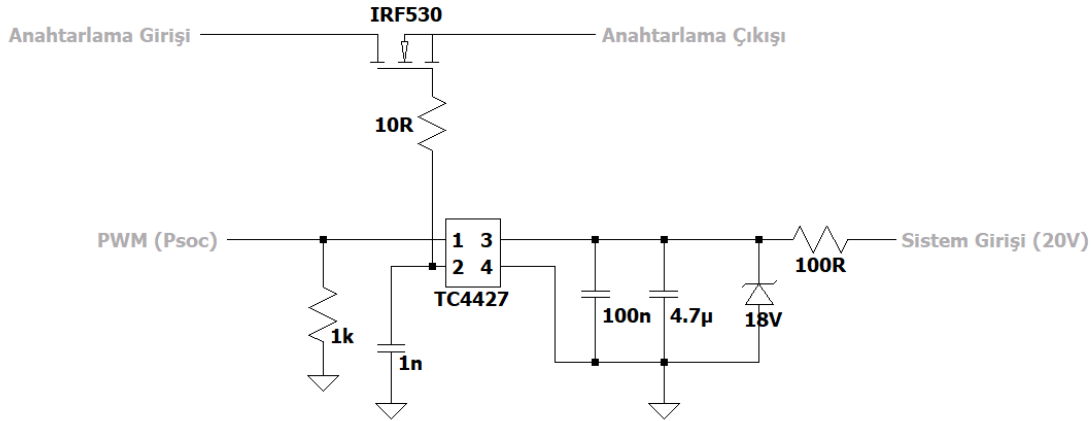 IRF530
Anahtarlama Girişi
Anahtarlama Çıkışı
10R
PWM (Psoc)
1 3
2 4
TC4427
Sistem Girişi (20V)
100R
1k
1n
100n
4.7µ
18V